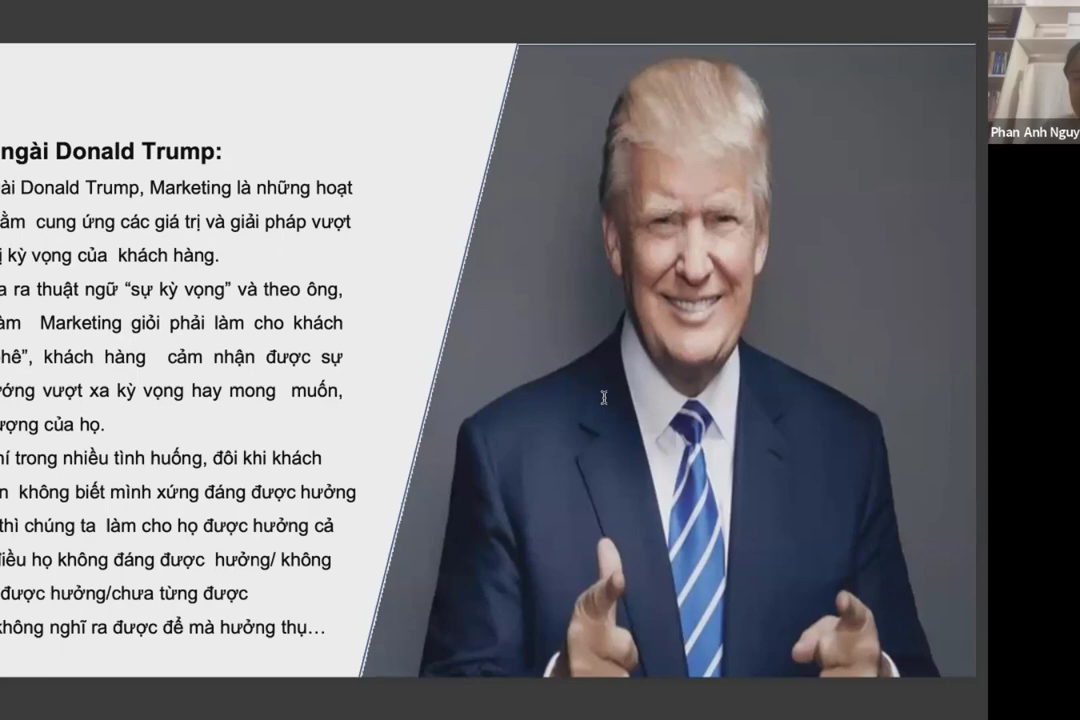 ngài Donald Trump:
ài Donald Trump, Marketing là những hoạt
ằm cung ứng các giá trị và giải pháp vượt
ị kỳ vọng của khách hàng.
a ra thuật ngữ “sự kỳ vọng” và theo ông,
àm Marketing giỏi phải làm cho khách
hê”, khách hàng cảm nhận được sự
ướng vượt xa kỳ vọng hay mong muốn,
ượng của họ.
hí trong nhiều tình huống, đôi khi khách
n không biết mình xứng đáng được hưởng
thì chúng ta làm cho họ được hưởng cả
điều họ không đáng được hưởng/ không
được hưởng/chưa từng được
không nghĩ ra được để mà hưởng thụ…
Phan Anh Nguy